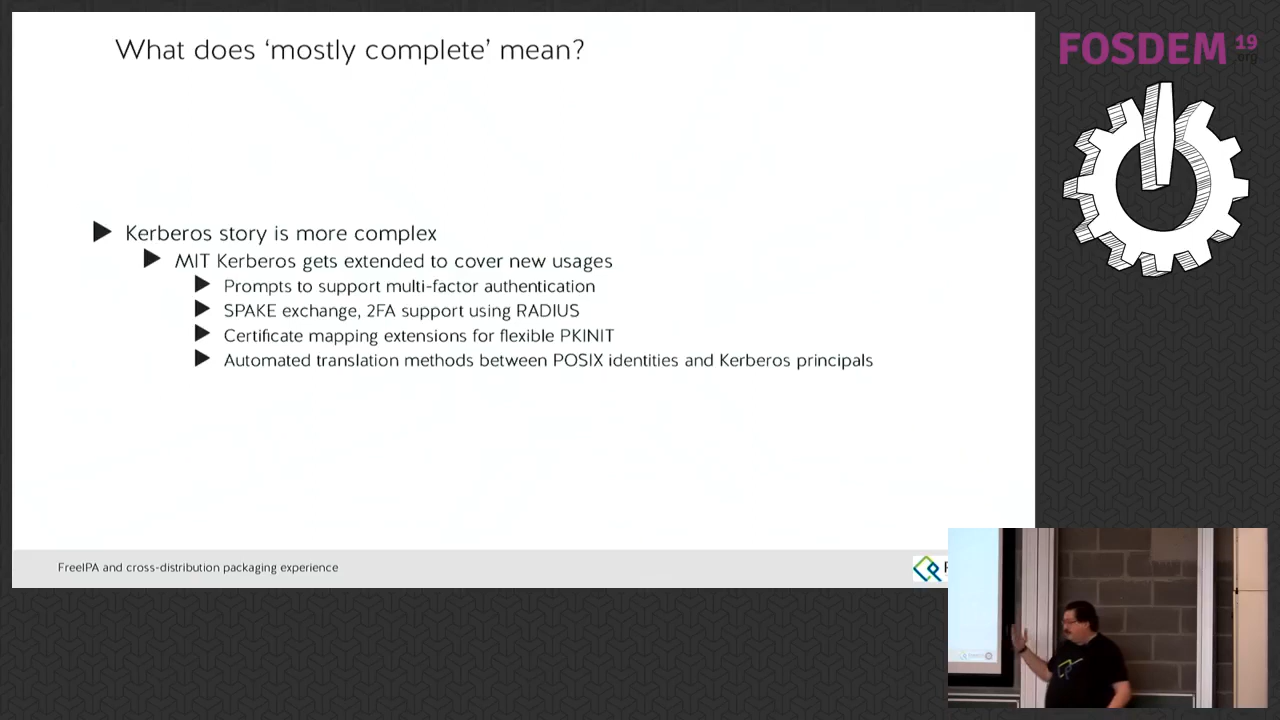 What does ‘mostly complete’ mean?
FOSDEM 19
.org
Kerberos story is more complex
MIT Kerberos gets extended to cover new usages
Prompts to support multi-factor authentication
SPAKE exchange, 2FA support using RADIUS
Certificate mapping extensions for flexible PKINIT
Automated translation methods between POSIX identities and Kerberos principals
FreeIPA and cross-distribution packaging experience